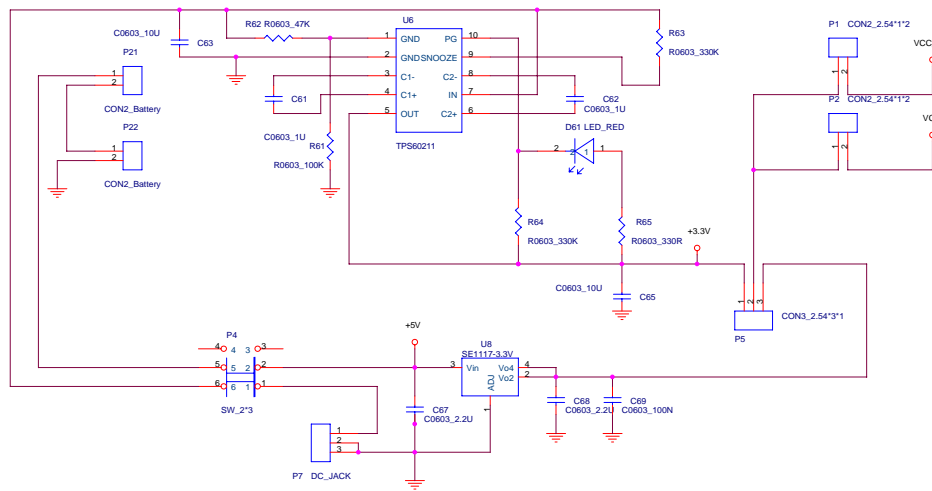 U6
R62 R0603_47K
C0603_10U
C63
P21
1
2
CON2_Battery
P22
1
2
CON2_Battery
1 GND PG 10
2 GND SNOOZE 9
3 C1- C2- 8
4 C1+ IN 7
5 OUT C2+ 6
TPS60211
C61
C0603_1U
R61
R0603_100K
C62
C0603_1U
R63
R0603_330K
D61 LED_RED
2 2 1 1
R64
R0603_330K
R65
R0603_330R
+3.3V
C0603_10U
C65
P1 CON2_2.54*1*2
1
2
VCC
P2 CON2_2.54*1*2
1
2
1
2
3
CON3_2.54*3*1
P5
P4
4 4 3 3
5 5 2 2
6 6 1 1
SW_2*3
+5V
U8
SE1117-3.3V
3 Vin Vo4 4
Vo2 2
ADJ
1
C67
C0603_2.2U
C68
C0603_2.2U
C69
C0603_100N
1
2
3
P7 DC_JACK